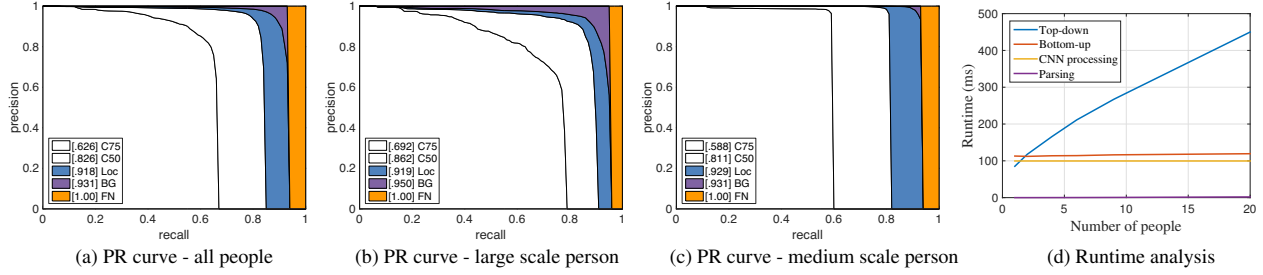 1
0.8
0.6
0.4
0.2
0
precision
[.626] C75
[.826] C50
[.918] Loc
[.931] BG
[1.00] FN
0 0.2 0.4 0.6 0.8 1
recall
(a) PR curve - all people
1
0.8
0.6
0.4
0.2
0
precision
[.692] C75
[.862] C50
[.919] Loc
[.950] BG
[1.00] FN
0 0.2 0.4 0.6 0.8 1
recall
(b) PR curve - large scale person
1
0.8
0.6
0.4
0.2
0
precision
[.588] C75
[.811] C50
[.929] Loc
[.931] BG
[1.00] FN
0 0.2 0.4 0.6 0.8 1
recall
(c) PR curve - medium scale person
500
400
300
200
100
0
Runtime (ms)
Top-down
Bottom-up
CNN processing
Parsing
0 5 10 15 20
Number of people
(d) Runtime analysis